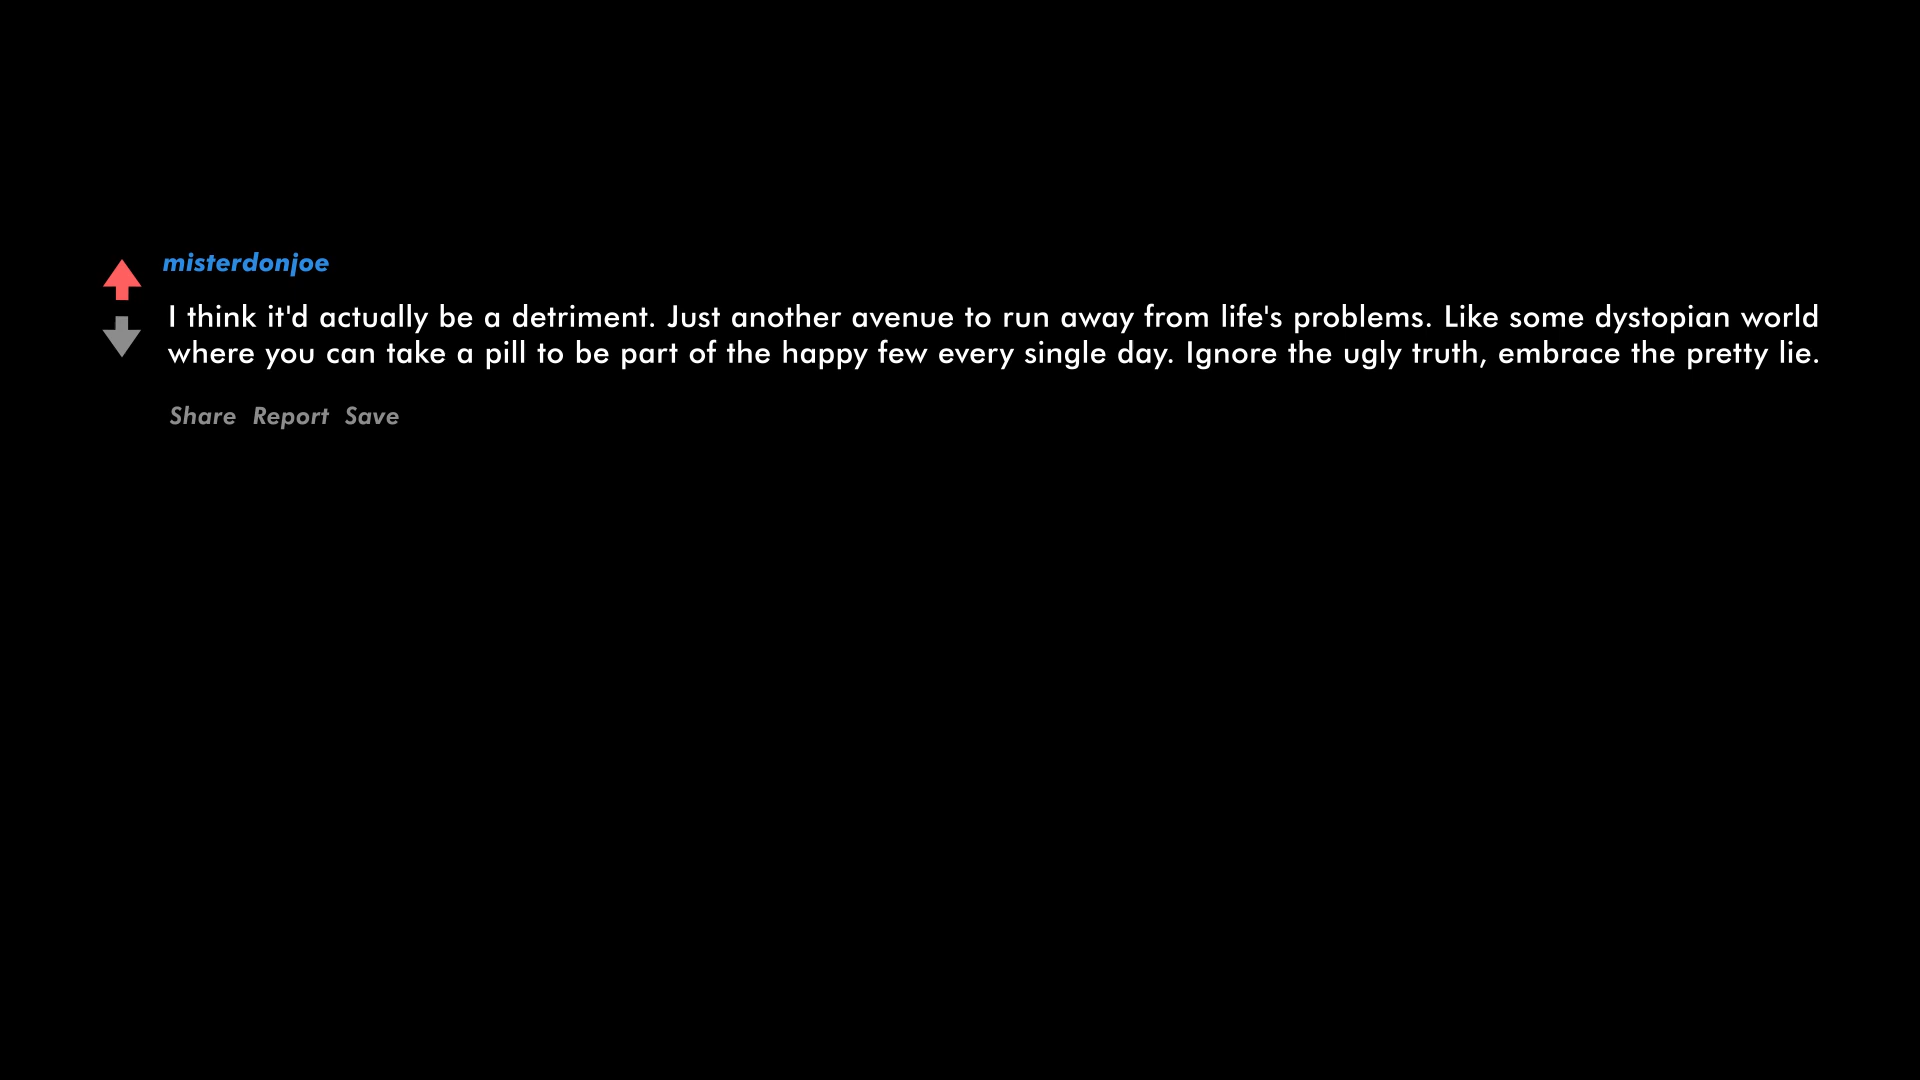 misterdonjoe
I think it'd actually be a detriment. Just another avenue to run away from life's problems. Like some dystopian world
where you can take a pill to be part of the happy few every single day. Ignore the ugly truth, embrace the pretty lie.
Share Report Save